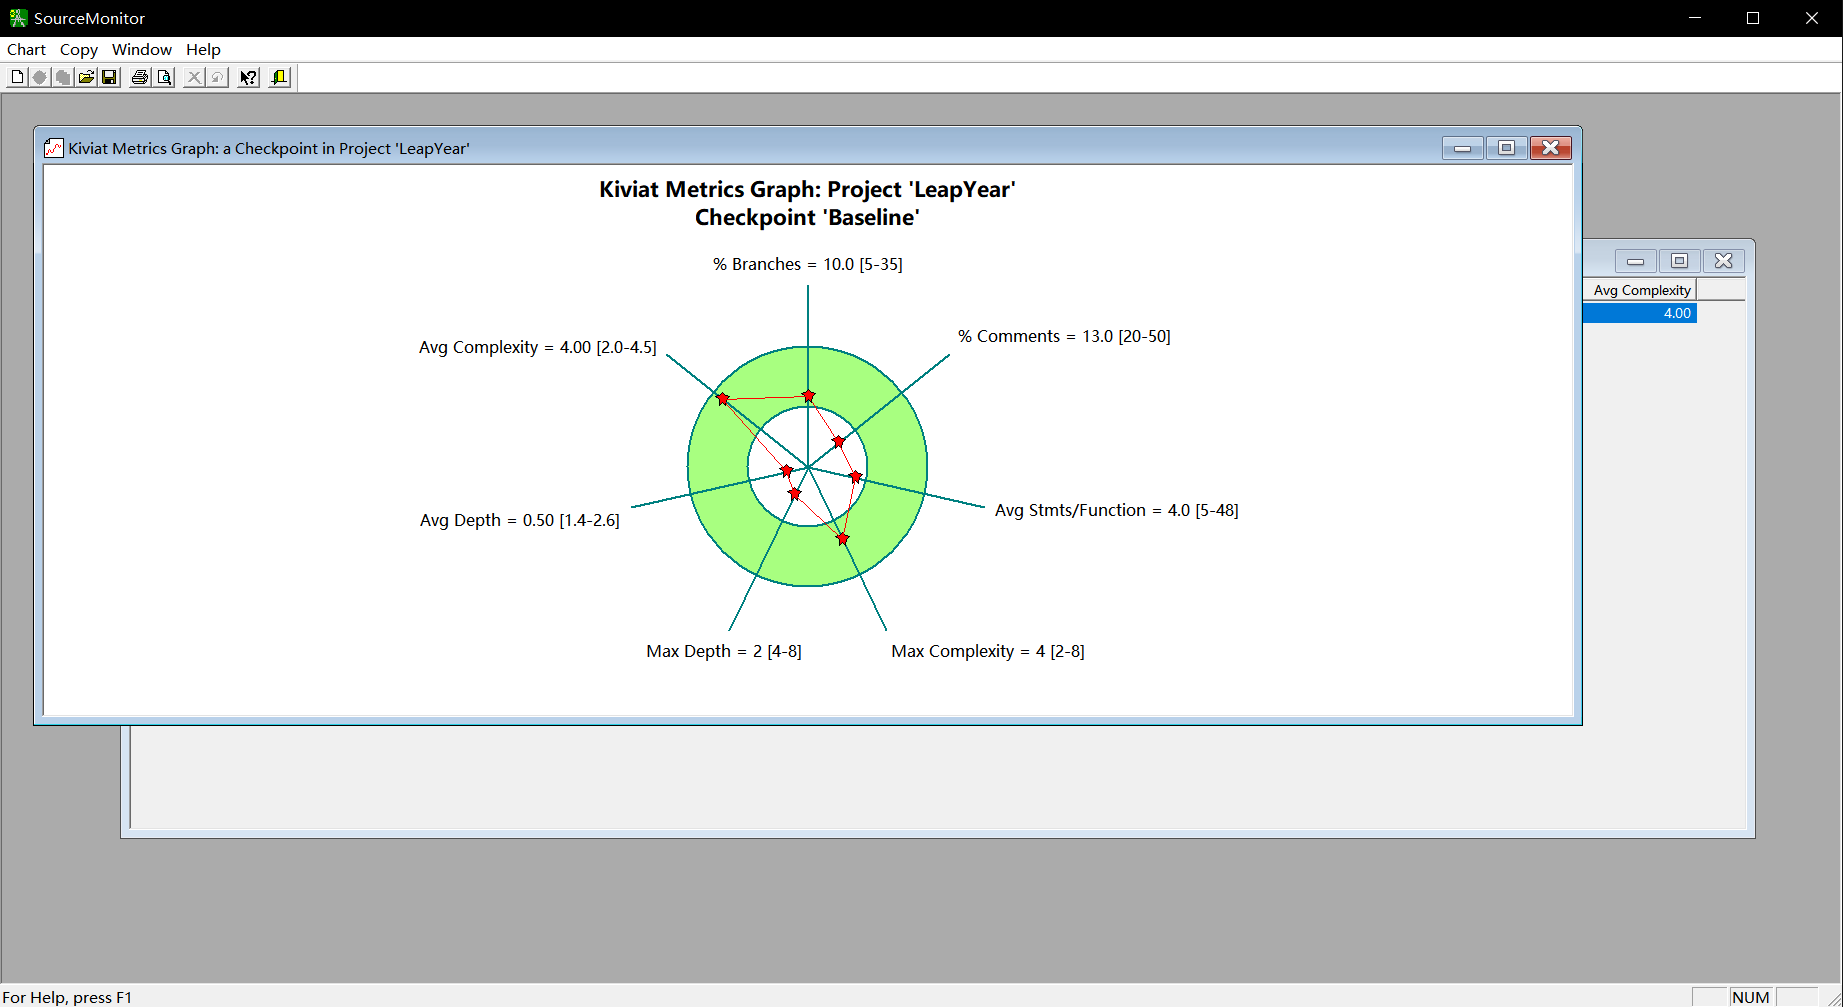 SourceMonitor
Chart Copy Window Help
Kiviat Metrics Graph: a Checkpoint in Project 'LeapYear'
Kiviat Metrics Graph: Project 'LeapYear'
Checkpoint 'Baseline'
% Branches = 10.0 [5-35]
Avg Complexity
4.00
% Comments = 13.0 [20-50]
Avg Complexity = 4.00 [2.0-4.5]
Avg Stmts/Function = 4.0 [5-48]
Avg Depth = 0.50 [1.4-2.6]
Max Depth = 2 [4-8]
Max Complexity = 4 [2-8]
For Help, press F1
NUM